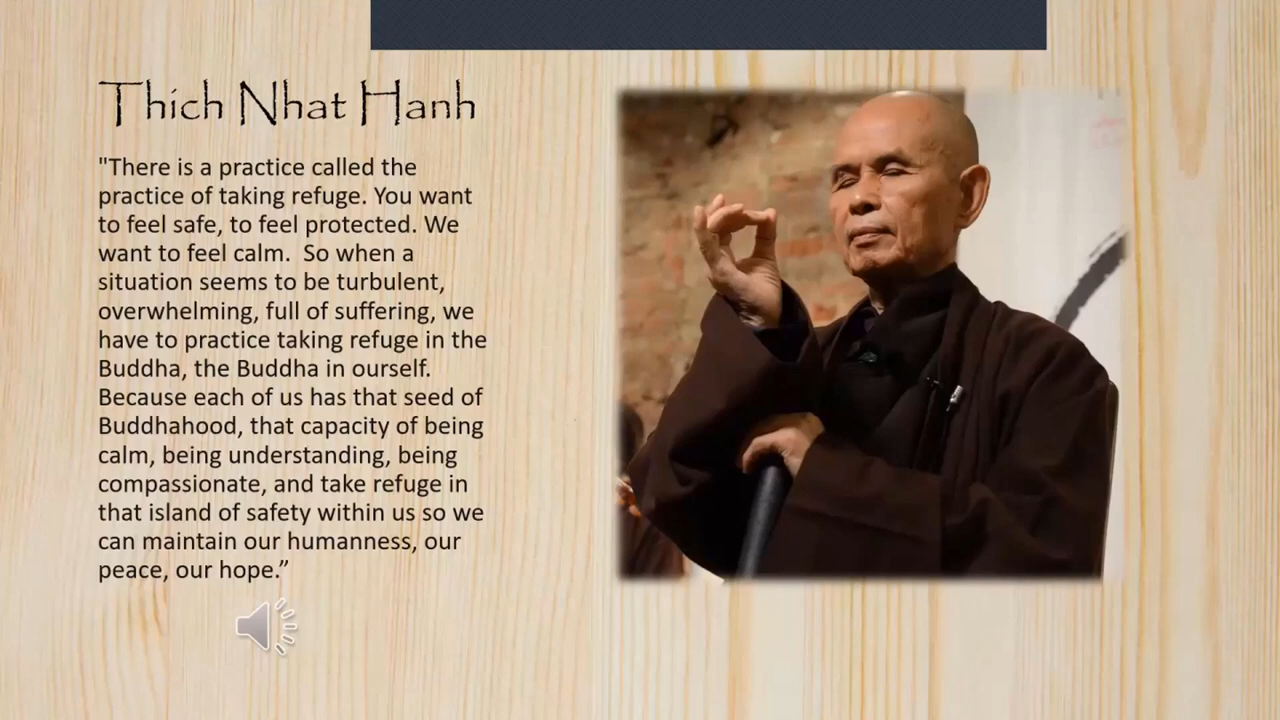 Thich Nhat Hanh
"There is a practice called the
practice of taking refuge. You want
to feel safe, to feel protected. We
want to feel calm.  So when a
situation seems to be turbulent,
overwhelming, full of suffering, we
have to practice taking refuge in the
Buddha, the Buddha in ourself.
Because each of us has that seed of
Buddhahood, that capacity of being
calm, being understanding, being
compassionate, and take refuge in
that island of safety within us so we
can maintain our humanness, our
peace, our hope.”